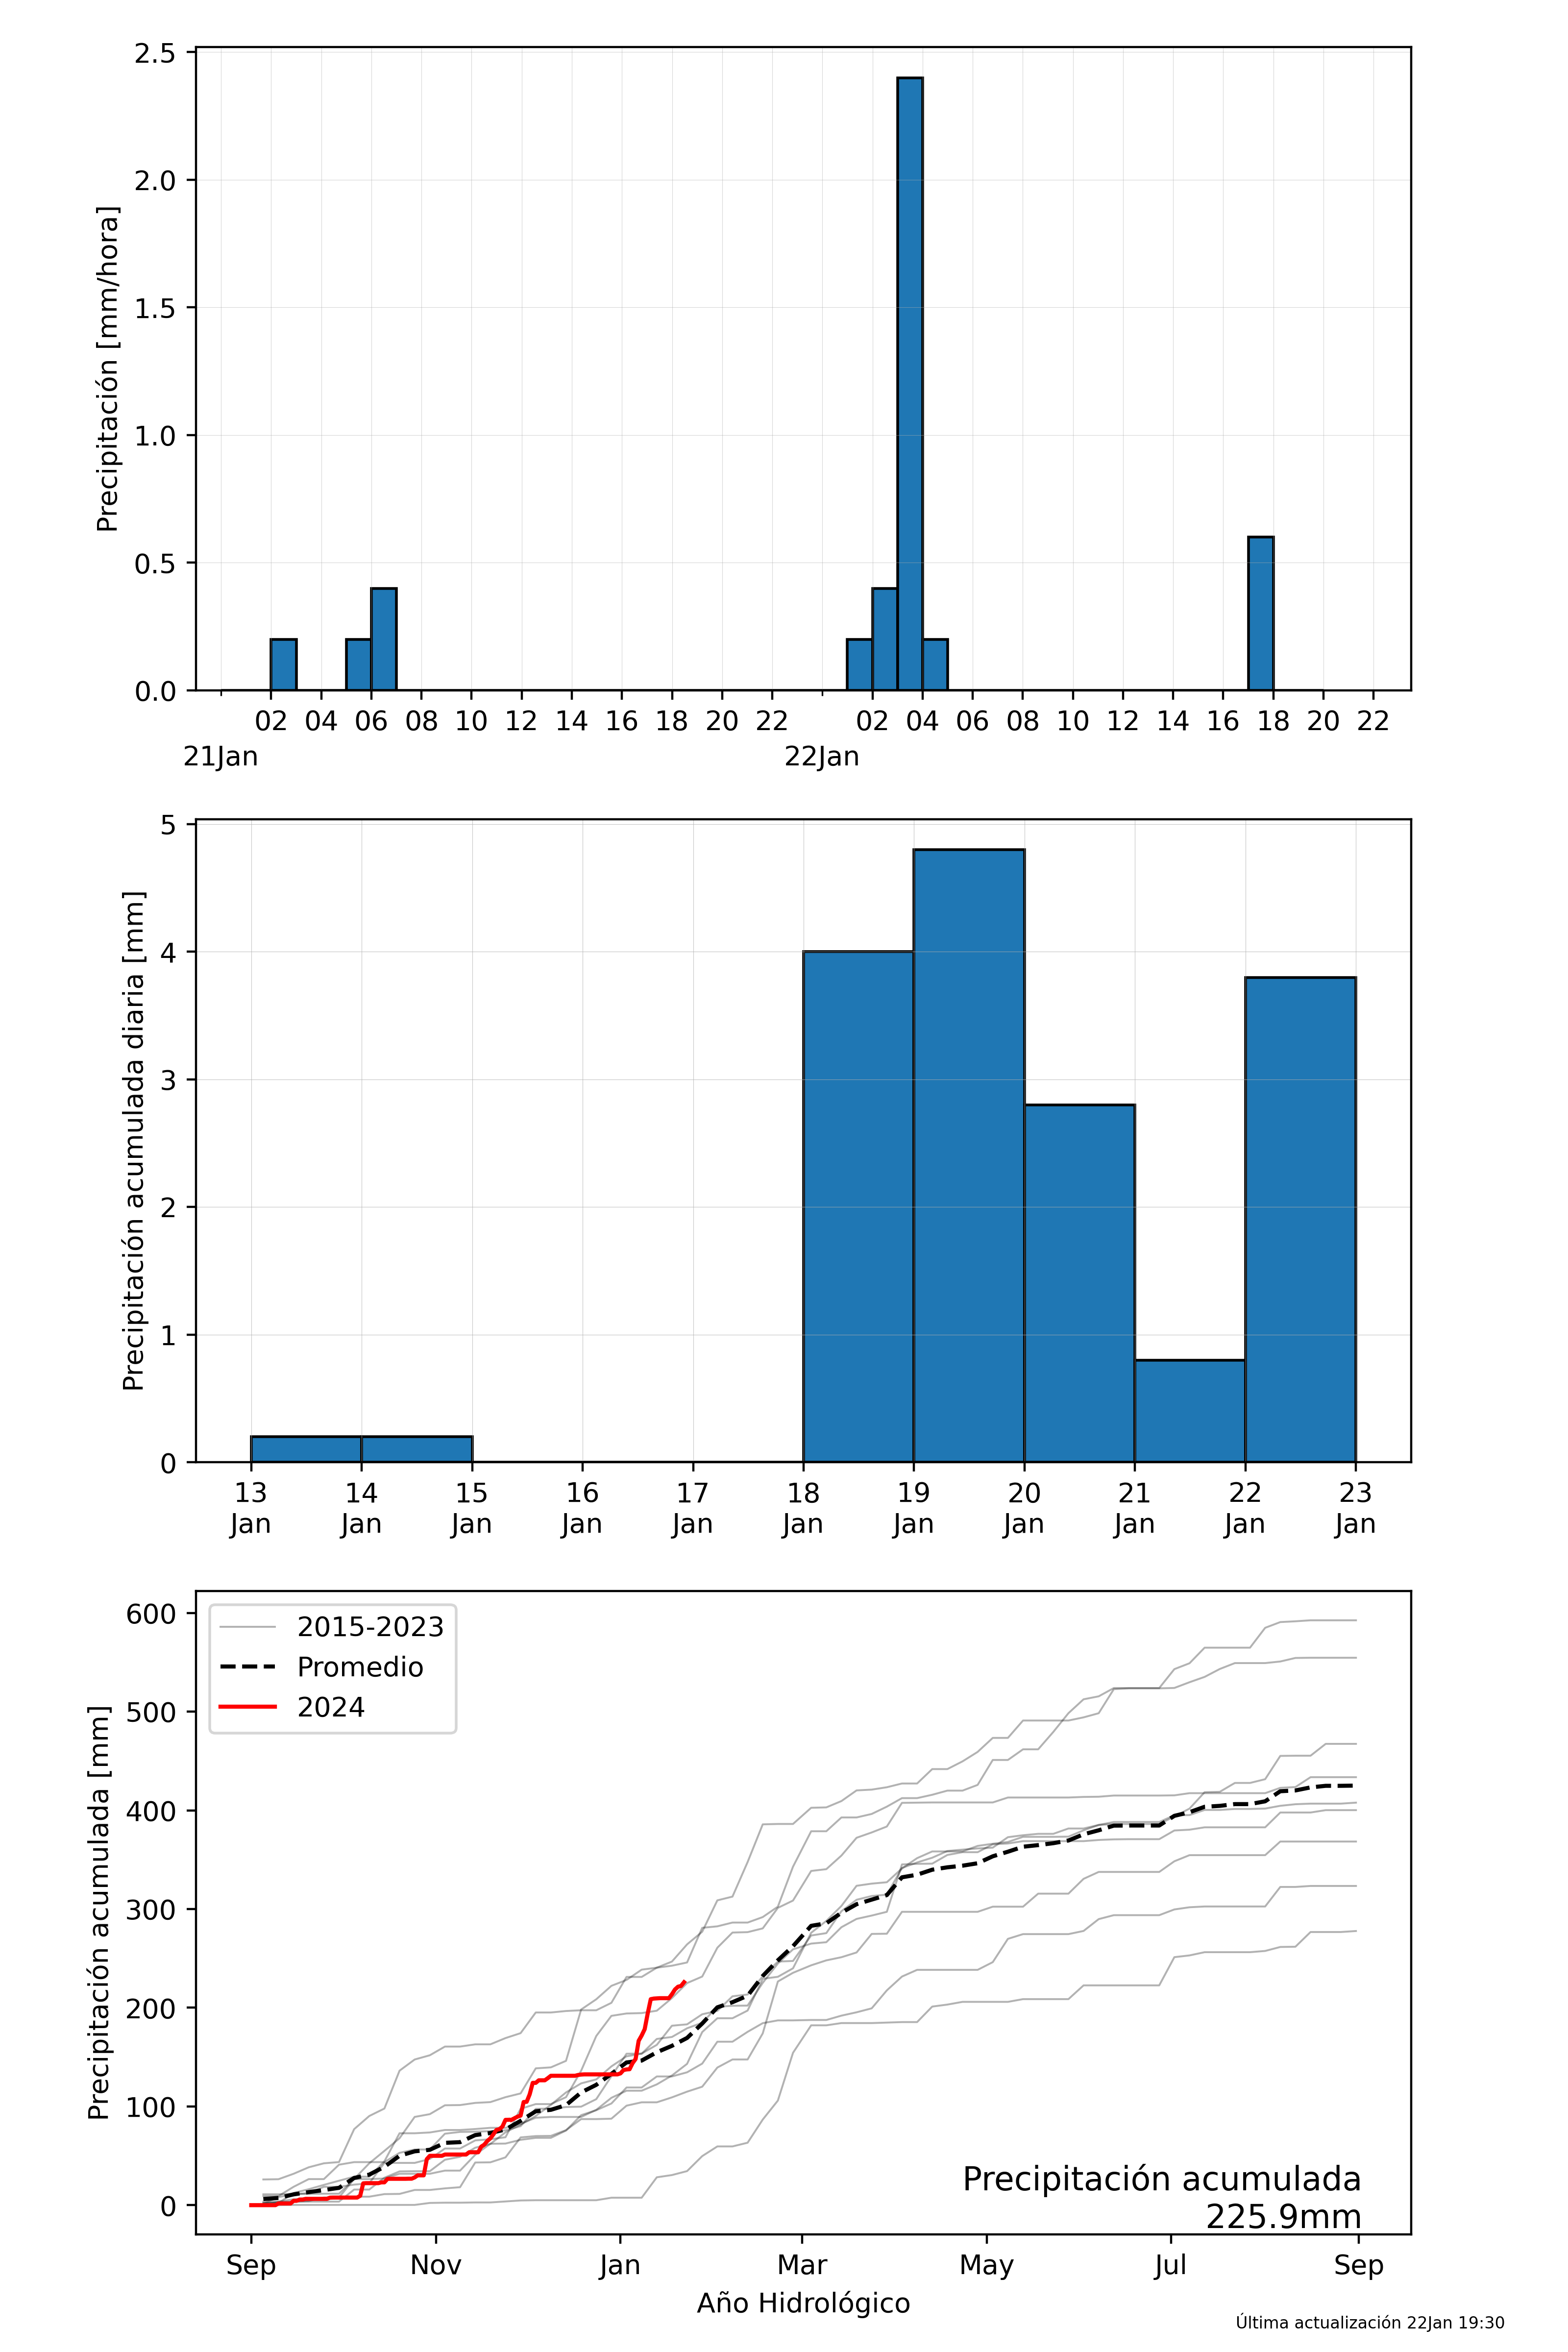 2.5
2.0
1.5
1.0
0.5
0.0
Precipitación [mm/hora]
02 04 06 08 10 12 14 16 18 20 22 02 04 06 08 10 12 14 16 18 20 22
21Jan 22Jan
5
4
3
2
1
0
Precipitación acumulada diaria [mm]
13 14 15 16 17 18 19 20 21 22 23
Jan Jan Jan Jan Jan Jan Jan Jan Jan Jan Jan
600
500
400
300
200
100
0
Precipitación acumulada [mm]
2015-2023
Promedio
2024
Precipitación acumulada
225.9mm
Sep Nov Jan Mar May Jul Sep
Año Hidrológico
Última actualización 22Jan 19:30